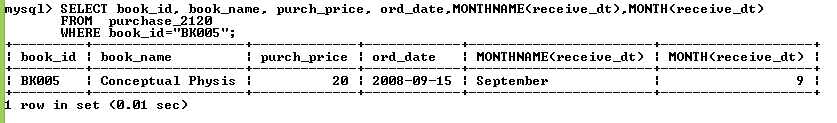 mysql> SELECT book_id, book_name, purch_price, ord_date,MONTHNAME(receive_dt),MONTH(receive_dt)
FROM purchase_2120
WHERE book_id="BK005";
+---------+------------------+-------------+------------+-----------------------+-------------------+
| book_id | book_name | purch_price | ord_date | MONTHNAME(receive_dt) | MONTH(receive_dt) |
+---------+------------------+-------------+------------+-----------------------+-------------------+
| BK005 | Conceptual Physis | 20 | 2008-09-15 | September | 9 |
+---------+------------------+-------------+------------+-----------------------+-------------------+
1 row in set (0.01 sec)